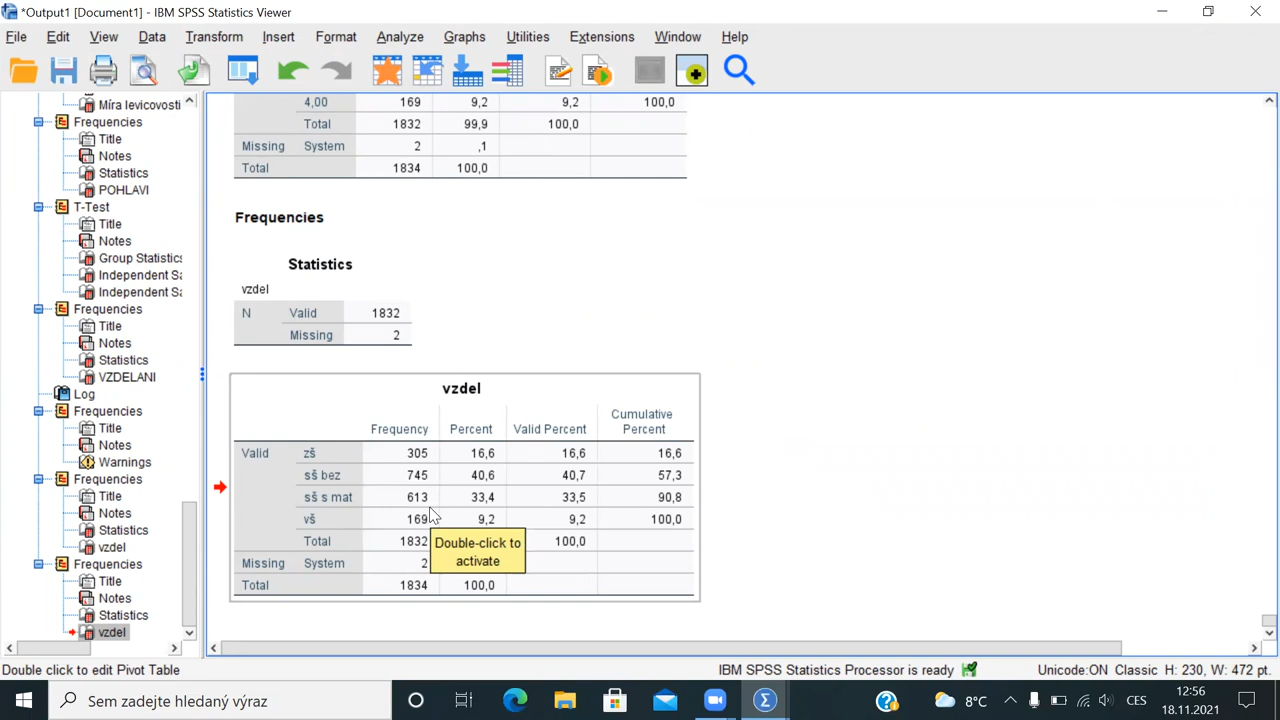 *Output1 [Document1] - IBM SPSS Statistics Viewer
File Edit View Data Transform Insert Format Analyze Graphs Utilities Extensions Window Help
Míra levicovosti
Frequencies
Title
Notes
Statistics
POHLAVI
T-Test
Title
Notes
Group Statistics
Independent Sa
Independent Sa
Frequencies
Title
Notes
Statistics
VZDELANI
Log
Frequencies
Title
Notes
Warnings
Frequencies
Title
Notes
Statistics
vzdel
Frequencies
Title
Notes
Statistics
vzdel
4,00 169 9,2 9,2 100,0
Total 1832 99,9 100,0
Missing System 2 ,1
Total 1834 100,0
Frequencies
Statistics
vzdel
N Valid 1832
Missing 2
vzdel
Frequency Percent Valid Percent Cumulative Percent
Valid zš 305 16,6 16,6 16,6
sš bez 745 40,6 40,7 57,3
sš s mat 613 33,4 33,5 90,8
vš 169 9,2 9,2 100,0
Total 1832 100,0
Missing System 2
Total 1834 100,0
Double-click to
activate
Double click to edit Pivot Table
IBM SPSS Statistics Processor is ready
Unicode:ON Classic H: 230, W: 472 pt.
Sem zadejte hledaný výraz
8°C
CES
12:56
18.11.2021